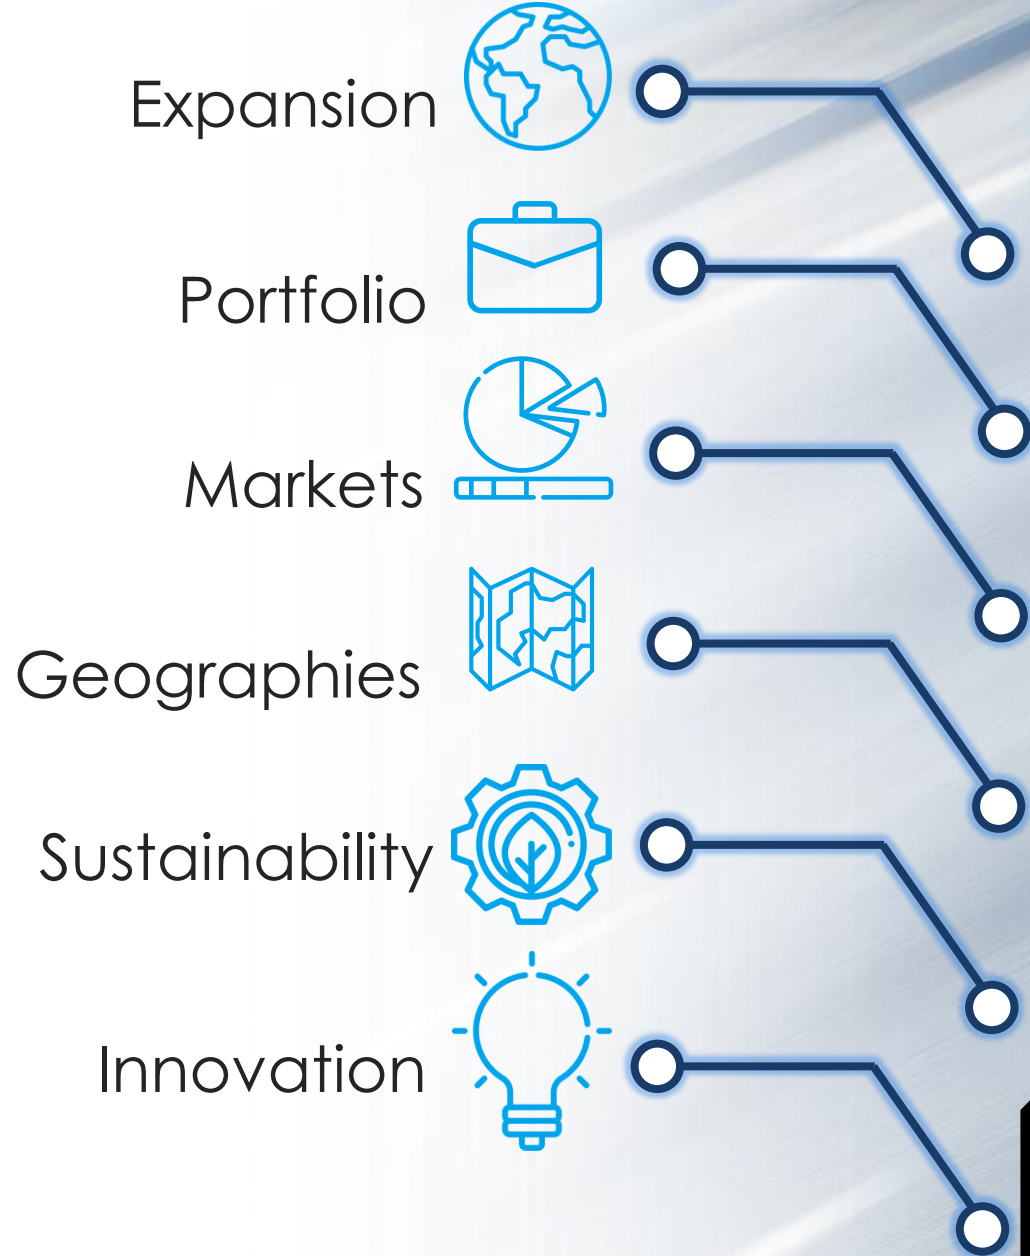 Expansion
Portfolio
Markets
Geographies
Sustainability
Innovation